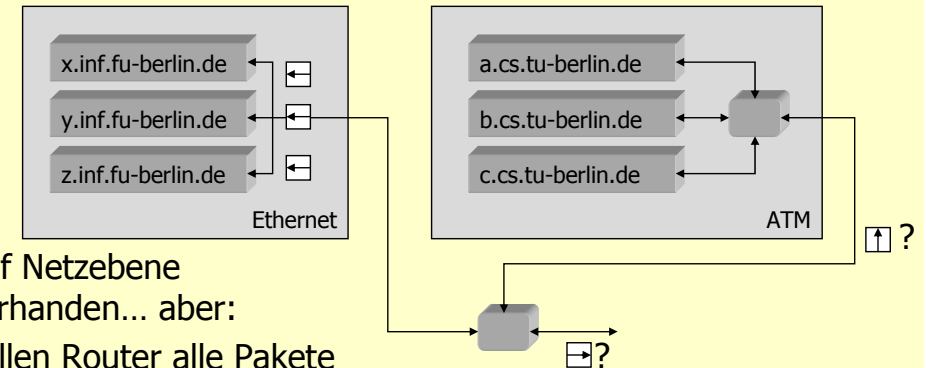 x.inf.fu-berlin.de
y.inf.fu-berlin.de
z.inf.fu-berlin.de
Ethernet
a.cs.tu-berlin.de
b.cs.tu-berlin.de
c.cs.tu-berlin.de
ATM
?
f Netzebene
rhanden… aber:
llen Router alle Pakete
?